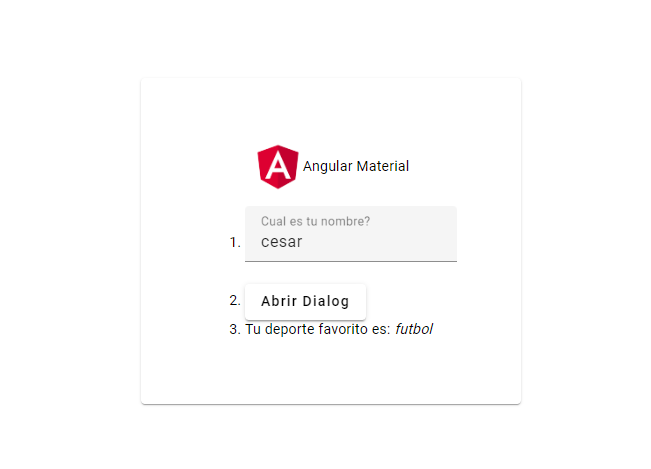 Angular Material
Cual es tu nombre?
1. cesar
2. Abrir Dialog
3. Tu deporte favorito es: futbol